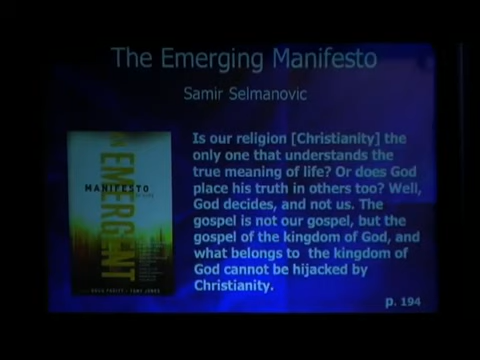 The Emerging Manifesto
Samir Selmanovic
Is our religion [Christianity] the
only one that understands the
true meaning of life? Or does God
place his truth in others too? Well,
God decides, and not us. The
gospel is not our gospel, but the
gospel of the kingdom of God, and
what belongs to the kingdom of
God cannot be hijacked by
Christianity.
p. 194
AN
EMERGENT
MANIFESTO